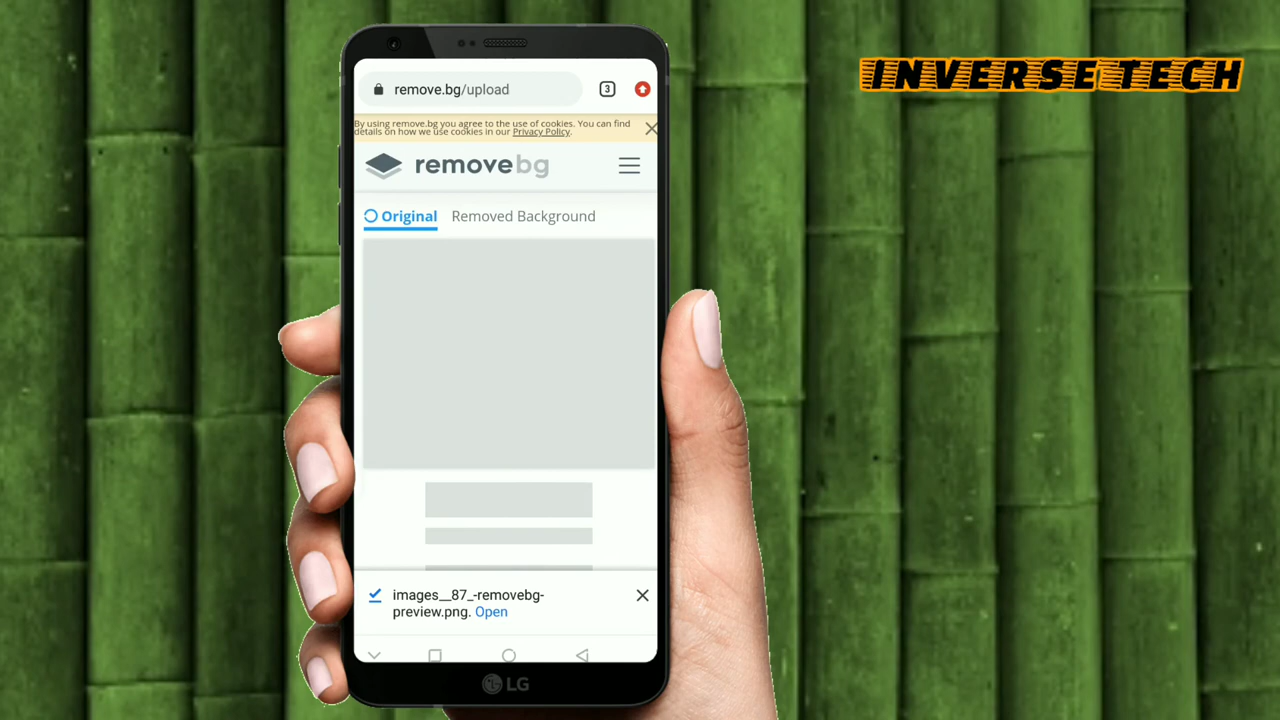 INVERSE TECH
remove.bg/upload
3
By using remove.bg you agree to the use of cookies. You can find
details on how we use cookies in our Privacy Policy.
removebg
Original Removed Background
images__87_-removebg-
preview.png. Open
LG